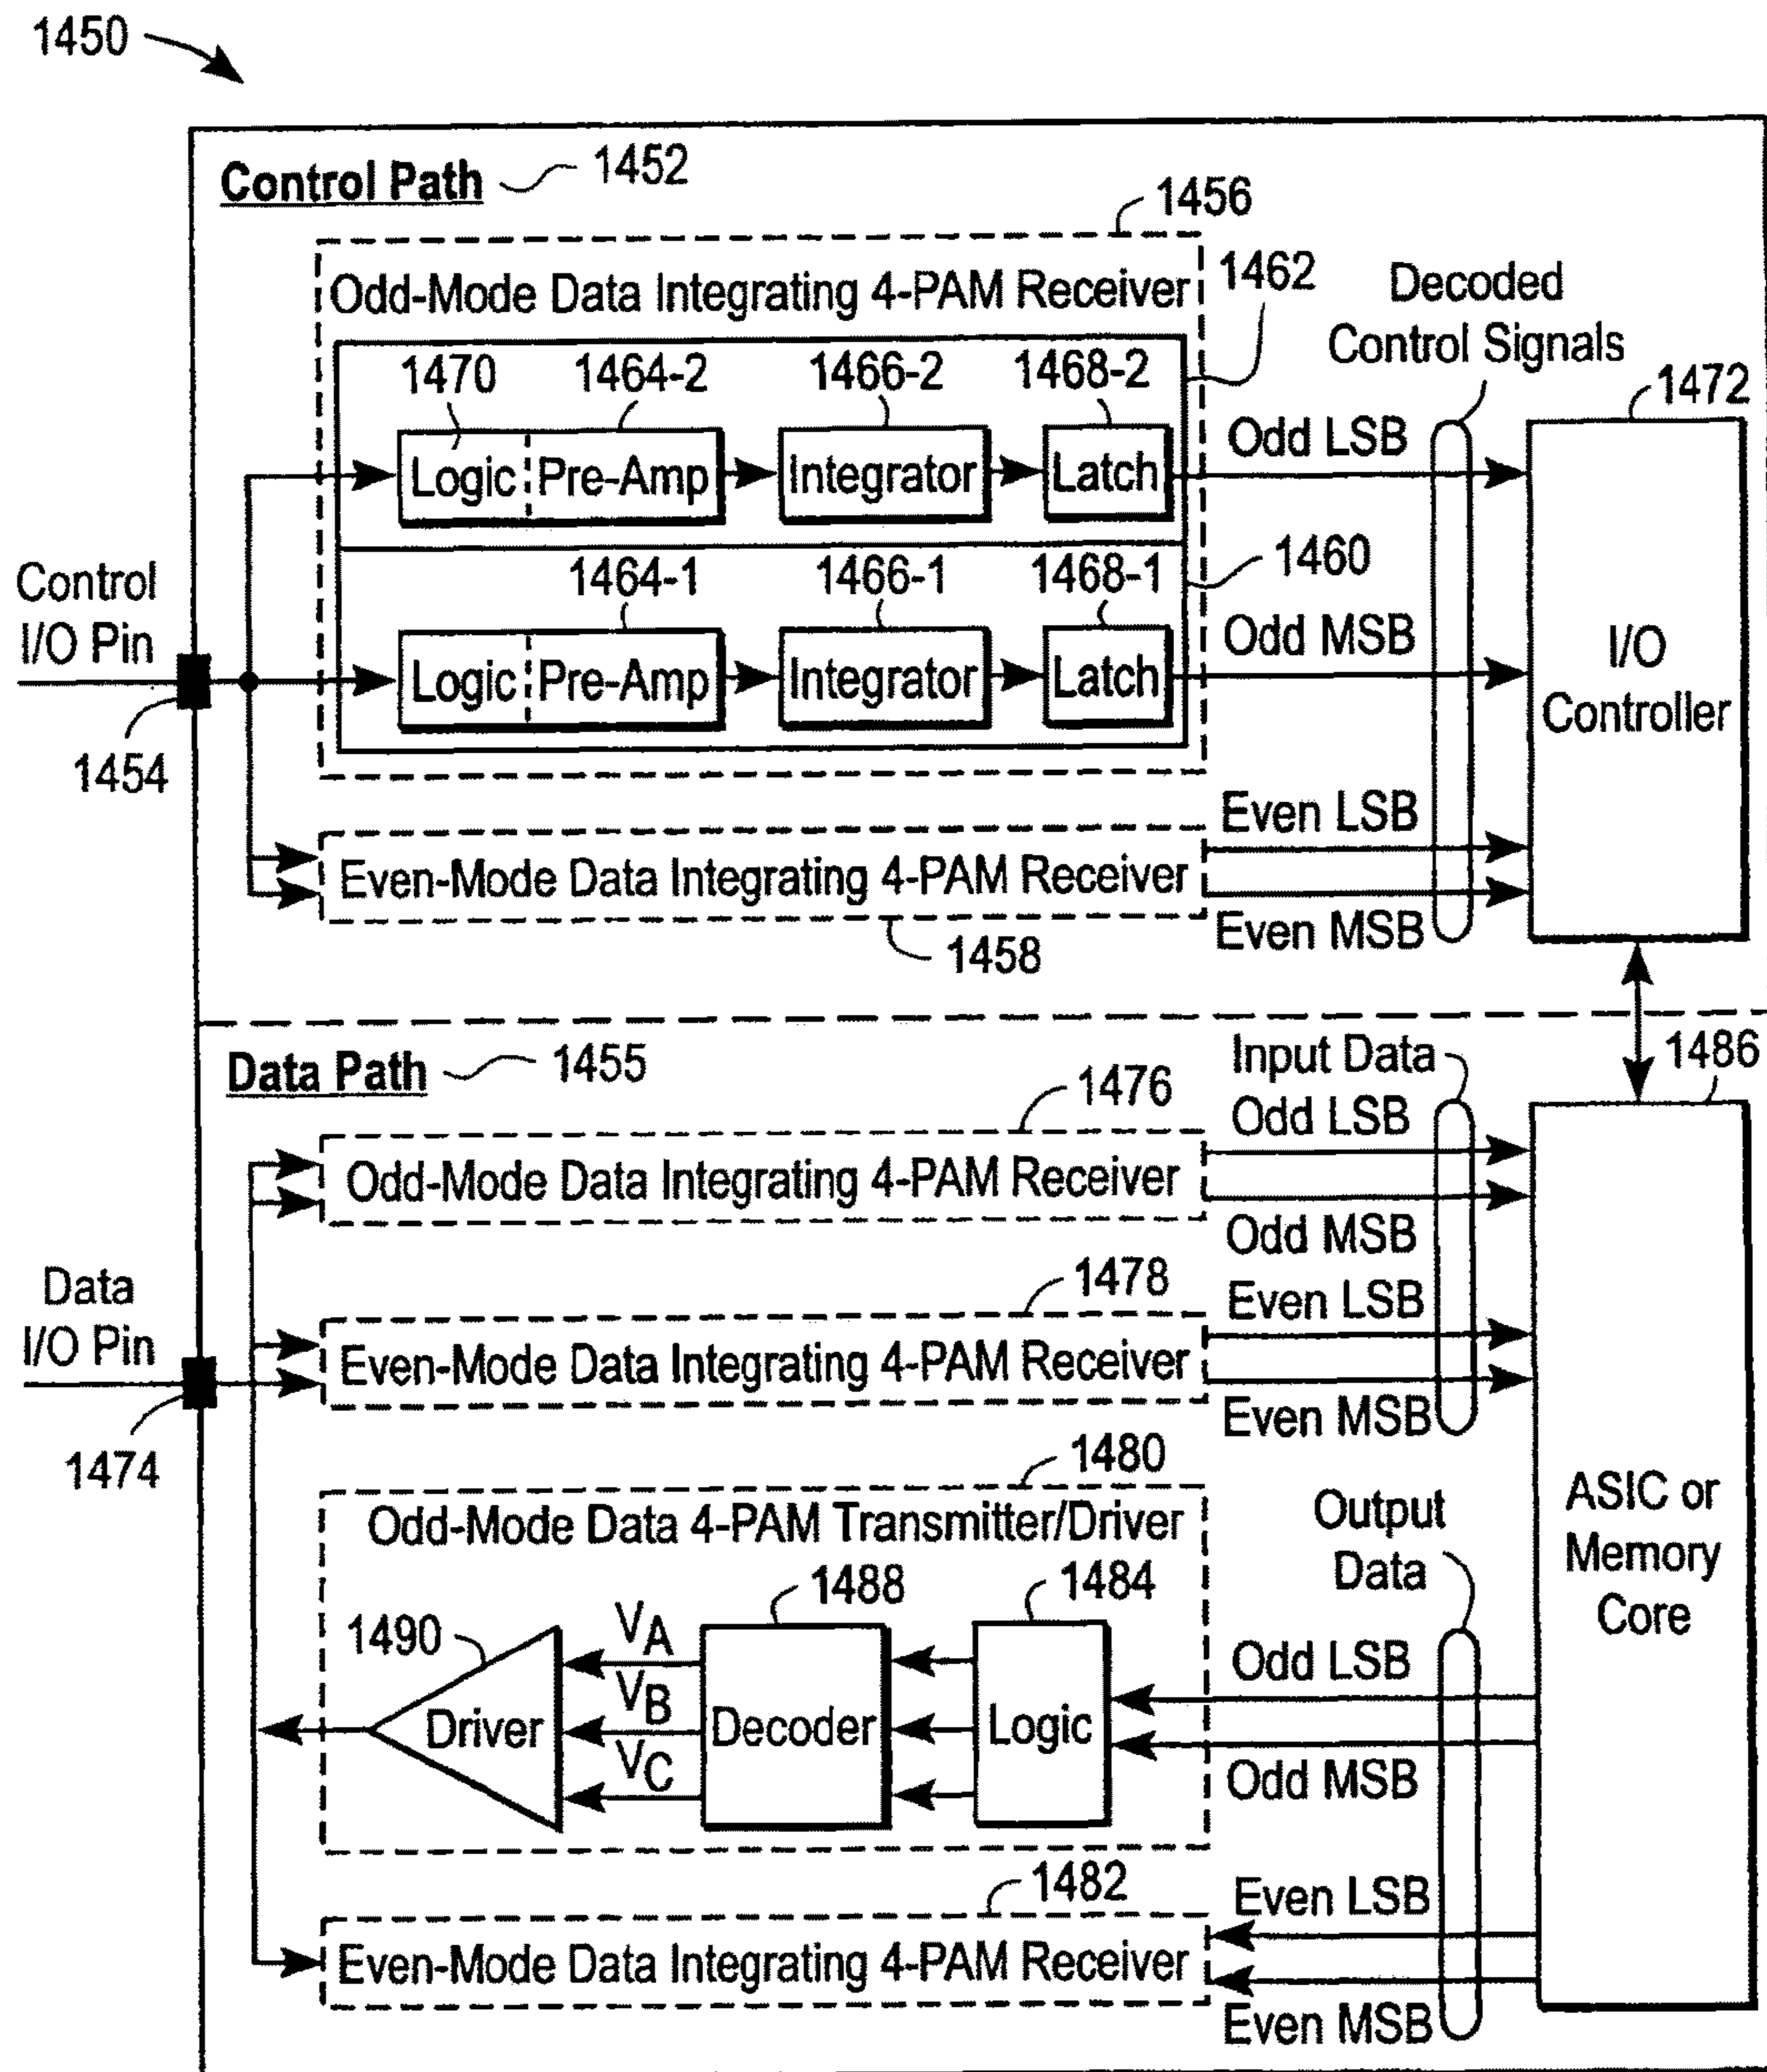 1450
Control Path 1452
1456
Odd-Mode Data Integrating 4-PAM Receiver
1462
Decoded
Control Signals
1470 1464-2 1466-2 1468-2
1472
Logic Pre-Amp Integrator Latch
Odd LSB
1464-1 1466-1 1468-1
1460
Control
I/O Pin
Logic Pre-Amp Integrator Latch
Odd MSB
I/O
Controller
1454
Even LSB
Even-Mode Data Integrating 4-PAM Receiver
Even MSB
1458
Data Path 1455
Input Data
1486
1476
Odd LSB
Odd-Mode Data Integrating 4-PAM Receiver
Odd MSB
1478
Even LSB
Data
I/O Pin
Even-Mode Data Integrating 4-PAM Receiver
Even MSB
1474
1480
Odd-Mode Data 4-PAM Transmitter/Driver
Output
Data
ASIC or
Memory
Core
1490 VA 1488 1484
Odd LSB
Driver VB Decoder Logic
VC
Odd MSB
1482
Even LSB
Even-Mode Data Integrating 4-PAM Receiver
Even MSB